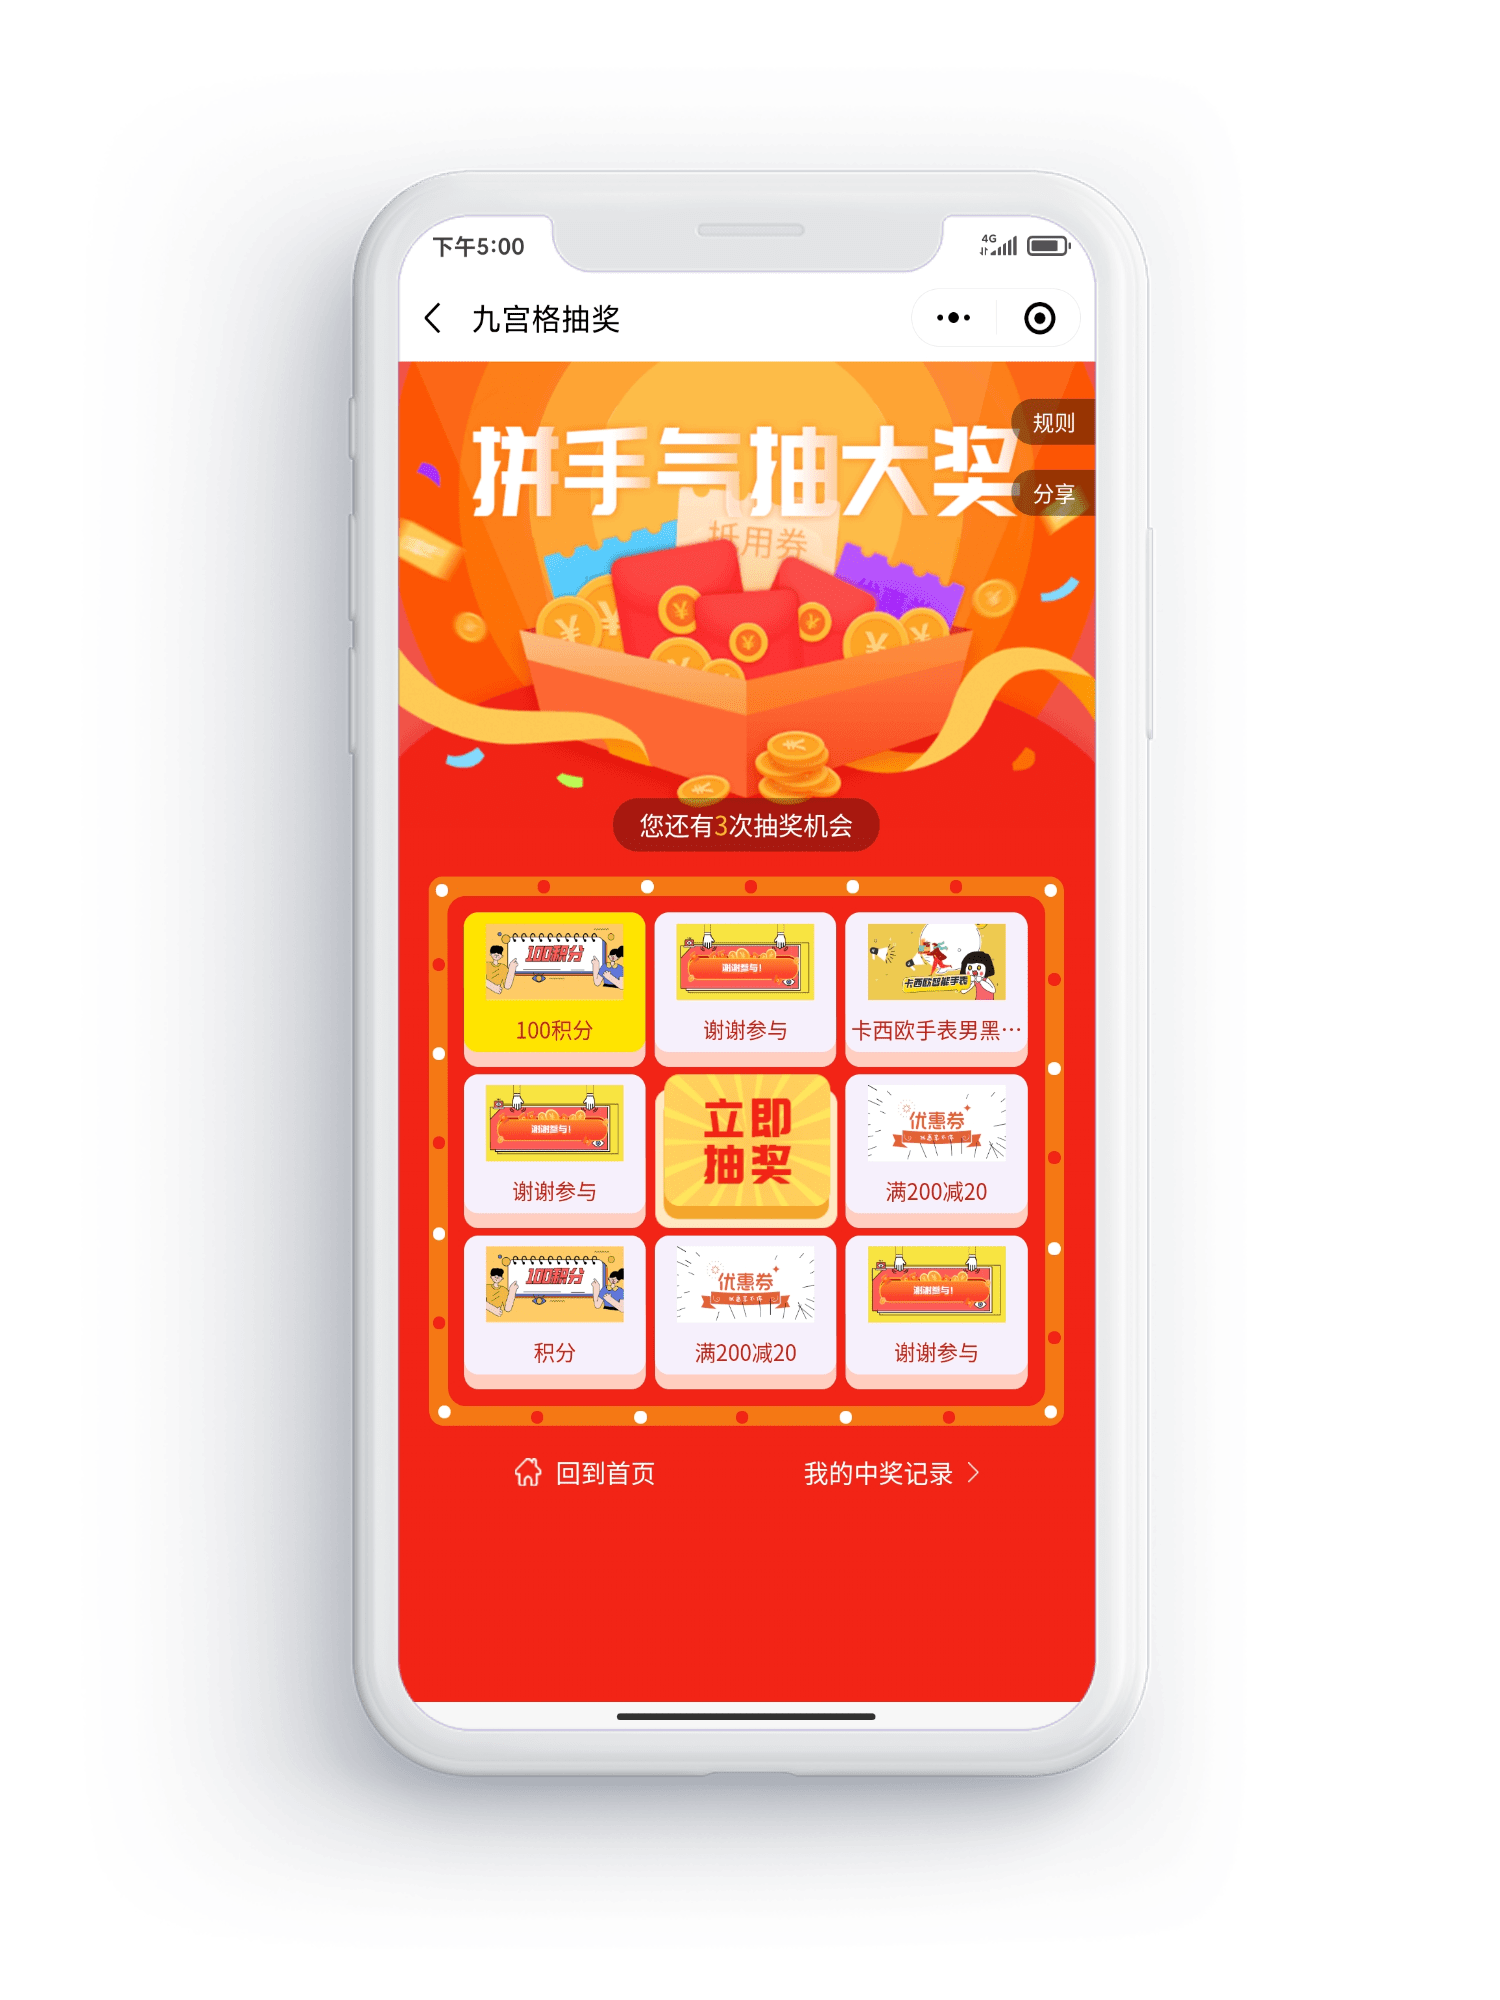 下午5:00
4G
九宫格抽奖
规则
拼手气抽大奖
分享
抵用券
您还有3次抽奖机会
100积分
谢谢参与!
卡西欧智能手表
100积分
谢谢参与
卡西欧手表男黑…
谢谢参与!
立即
抽奖
优惠券
谢谢参与
满200减20
100积分
优惠券
谢谢参与!
积分
满200减20
谢谢参与
回到首页
我的中奖记录